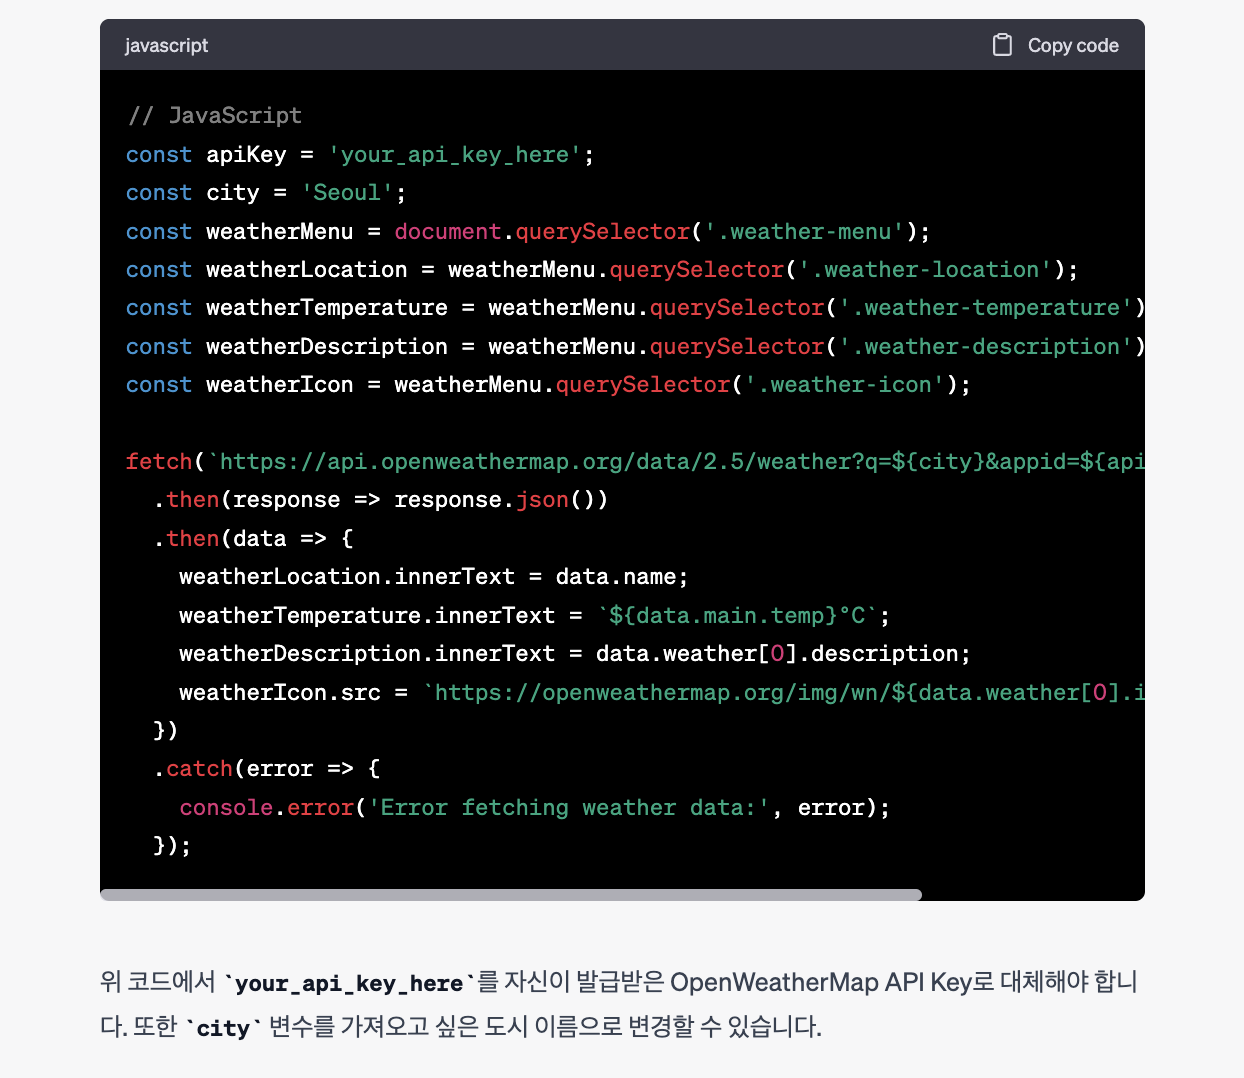 javascript
Copy code
// JavaScript
const apiKey = 'your_api_key_here';
const city = 'Seoul';
const weatherMenu = document.querySelector('.weather-menu');
const weatherLocation = weatherMenu.querySelector('.weather-location');
const weatherTemperature = weatherMenu.querySelector('.weather-temperature')
const weatherDescription = weatherMenu.querySelector('.weather-description')
const weatherIcon = weatherMenu.querySelector('.weather-icon');

fetch(`https://api.openweathermap.org/data/2.5/weather?q=${city}&appid=${api
  .then(response => response.json())
  .then(data => {
    weatherLocation.innerText = data.name;
    weatherTemperature.innerText = `${data.main.temp}°C`;
    weatherDescription.innerText = data.weather[0].description;
    weatherIcon.src = `https://openweathermap.org/img/wn/${data.weather[0].i
  })
  .catch(error => {
    console.error('Error fetching weather data:', error);
  });
위 코드에서 `your_api_key_here`를 자신이 발급받은 OpenWeatherMap API Key로 대체해야 합니
다. 또한 `city` 변수를 가져오고 싶은 도시 이름으로 변경할 수 있습니다.